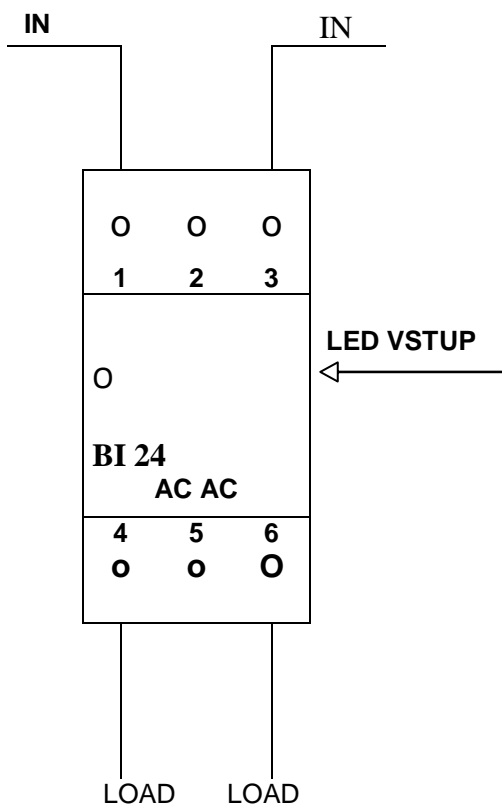 IN IN
O O O
1 2 3
LED VSTUP
O
BI 24
AC AC
4 5 6
o o O
LOAD LOAD